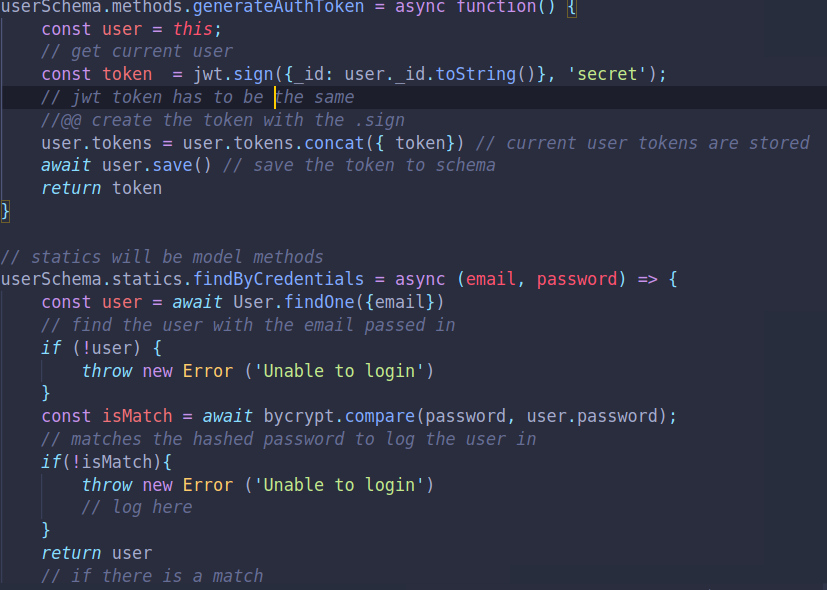 userSchema.methods.generateAuthToken = async function() {
const user = this;
// get current user
const token  = jwt.sign({_id: user._id.toString()}, 'secret');
// jwt token has to be the same
//@@ create the token with the .sign
user.tokens = user.tokens.concat({ token}) // current user tokens are stored
await user.save() // save the token to schema
return token
}
// statics will be model methods
userSchema.statics.findByCredentials = async (email, password) => {
const user = await User.findOne({email})
// find the user with the email passed in
if (!user) {
throw new Error ('Unable to login')
}
const isMatch = await bycrypt.compare(password, user.password);
// matches the hashed password to log the user in
if(!isMatch){
throw new Error ('Unable to login')
// log here
}
return user
// if there is a match